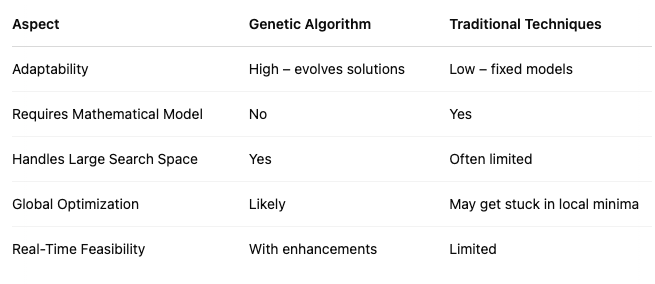 Aspect Genetic Algorithm Traditional Techniques
Adaptability High – evolves solutions Low – fixed models
Requires Mathematical Model No Yes
Handles Large Search Space Yes Often limited
Global Optimization Likely May get stuck in local minima
Real-Time Feasibility With enhancements Limited